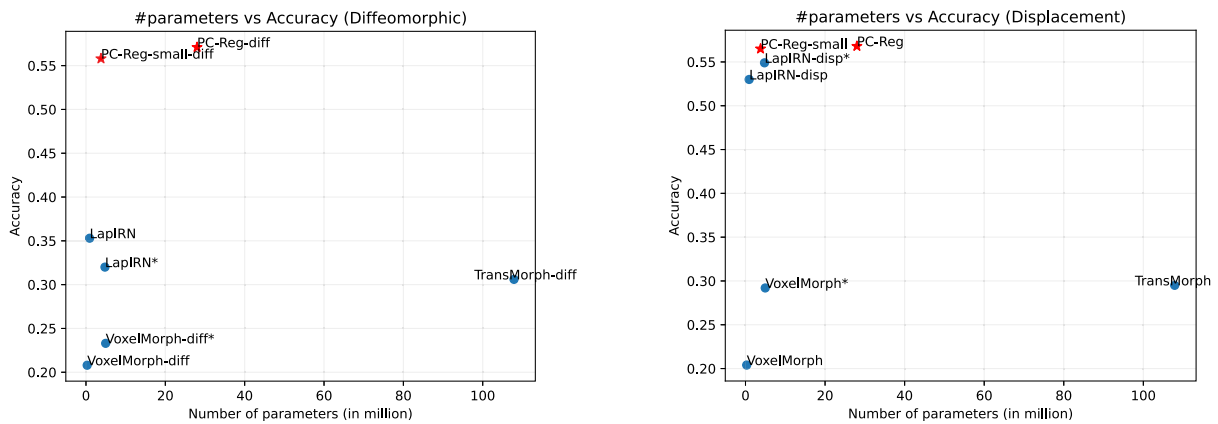 #parameters vs Accuracy (Diffeomorphic)
Accuracy
0.55
0.50
0.45
0.40
0.35
0.30
0.25
0.20
PC-Reg-diff
PC-Reg-small-diff
LapIRN
LapIRN*
TransMorph-diff
VoxelMorph-diff*
VoxelMorph-diff
0
20
40
60
80
100
Number of parameters (in million)
#parameters vs Accuracy (Displacement)
Accuracy
0.55
0.50
0.45
0.40
0.35
0.30
0.25
0.20
PC-Reg
PC-Reg-small
LapIRN-disp*
LapIRN-disp
VoxelMorph*
TransMorph
VoxelMorph
0
20
40
60
80
100
Number of parameters (in million)